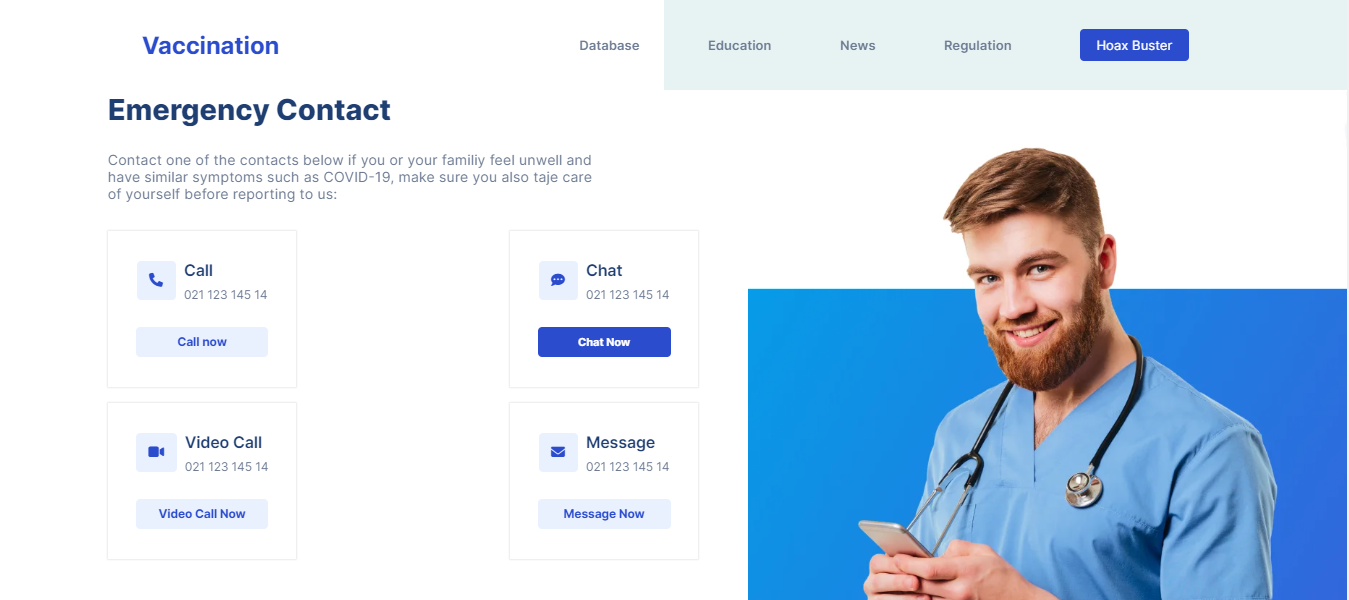 Vaccination
Database
Education
News
Regulation
Hoax Buster
Emergency Contact
Contact one of the contacts below if you or your familiy feel unwell and
have similar symptoms such as COVID-19, make sure you also taje care
of yourself before reporting to us:
Call
021 123 145 14
Call now
Chat
021 123 145 14
Chat Now
Video Call
021 123 145 14
Video Call Now
Message
021 123 145 14
Message Now